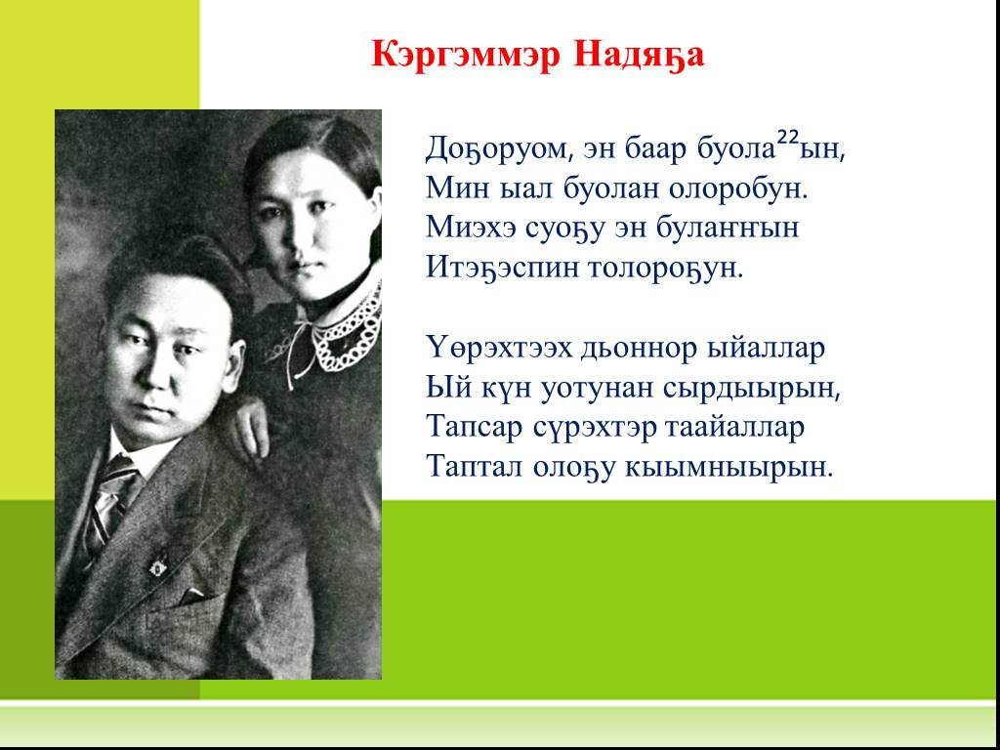 Кэргэммэр Надяҕа
Доҕоруом, эн баар буола²²ын,
Мин ыал буолан олоробун.
Миэхэ суоҕу эн булаҥҥын
Итэҕэспин толороҕун.
Үөрэхтээх дьоннор ыйаллар
Ый күн уотунан сырдыырын,
Тапсар сүрэхтэр таайаллар
Таптал олоҕу кыымныырын.